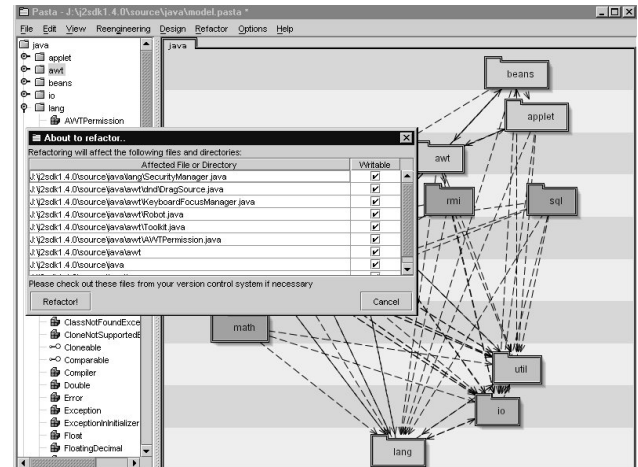 Pasta - J:\j2sdk1.4.0\source\java\model.pasta *
File Edit View Reengineering Design Refactor Options Help
java
applet
awt
beans
io
lang
AWTPermission
java
beans
applet
awt
rmi
sql
About to refactor..
Refactoring will affect the following files and directories:
Affected File or Directory Writable
J:\j2sdk1.4.0\source\java\lang\SecurityManager.java
J:\j2sdk1.4.0\source\java\awt\dnd\DragSource.java
J:\j2sdk1.4.0\source\java\awt\KeyboardFocusManager.java
J:\j2sdk1.4.0\source\java\awt\Robot.java
J:\j2sdk1.4.0\source\java\awt\Toolkit.java
J:\j2sdk1.4.0\source\java\awt\AWTPermission.java
J:\j2sdk1.4.0\source\java\awt
J:\j2sdk1.4.0\source\java
Please check out these files from your version control system if necessary
Refactor! Cancel
ClassNotFoundExce
CloneNotSupportedE
Cloneable
Comparable
Compiler
Double
Error
Exception
ExceptionInInitializer
Float
FloatingDecimal
math
util
io
lang